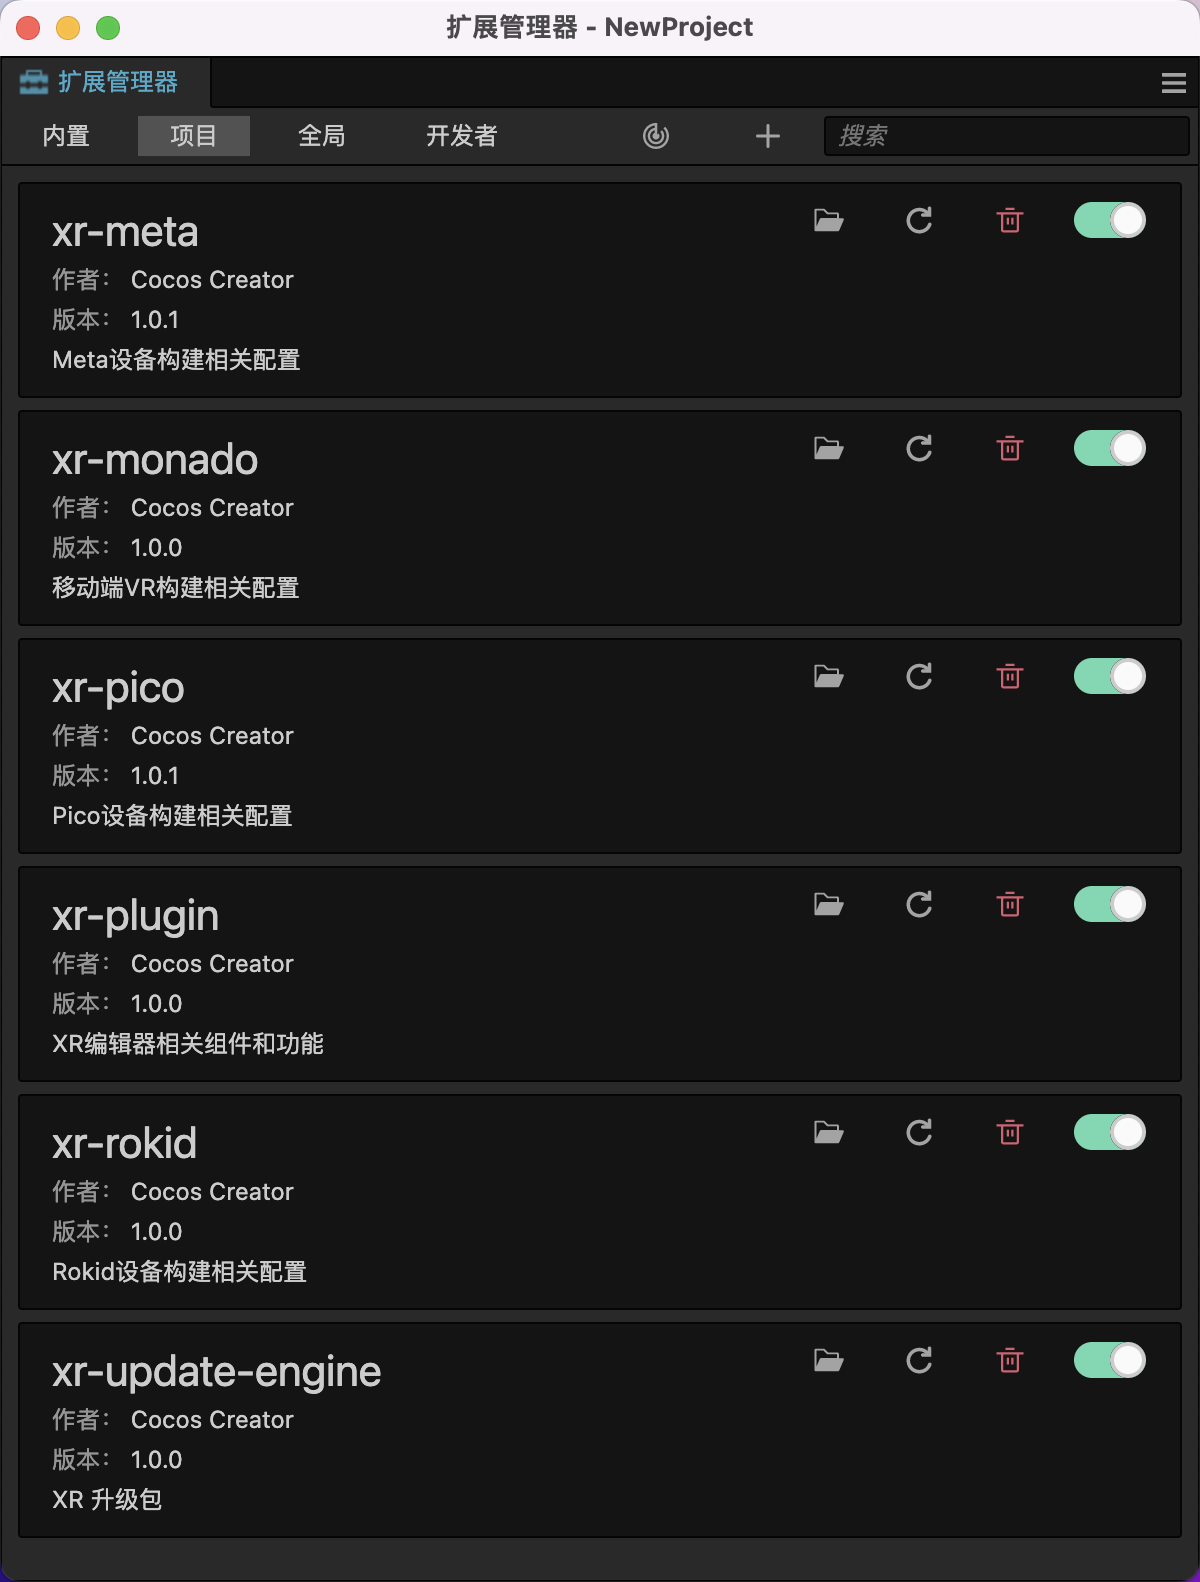 扩展管理器 - NewProject
扩展管理器
内置 项目 全局 开发者 搜索
xr-meta
作者： Cocos Creator
版本： 1.0.1
Meta设备构建相关配置
xr-monado
作者： Cocos Creator
版本： 1.0.0
移动端VR构建相关配置
xr-pico
作者： Cocos Creator
版本： 1.0.1
Pico设备构建相关配置
xr-plugin
作者： Cocos Creator
版本： 1.0.0
XR编辑器相关组件和功能
xr-rokid
作者： Cocos Creator
版本： 1.0.0
Rokid设备构建相关配置
xr-update-engine
作者： Cocos Creator
版本： 1.0.0
XR 升级包